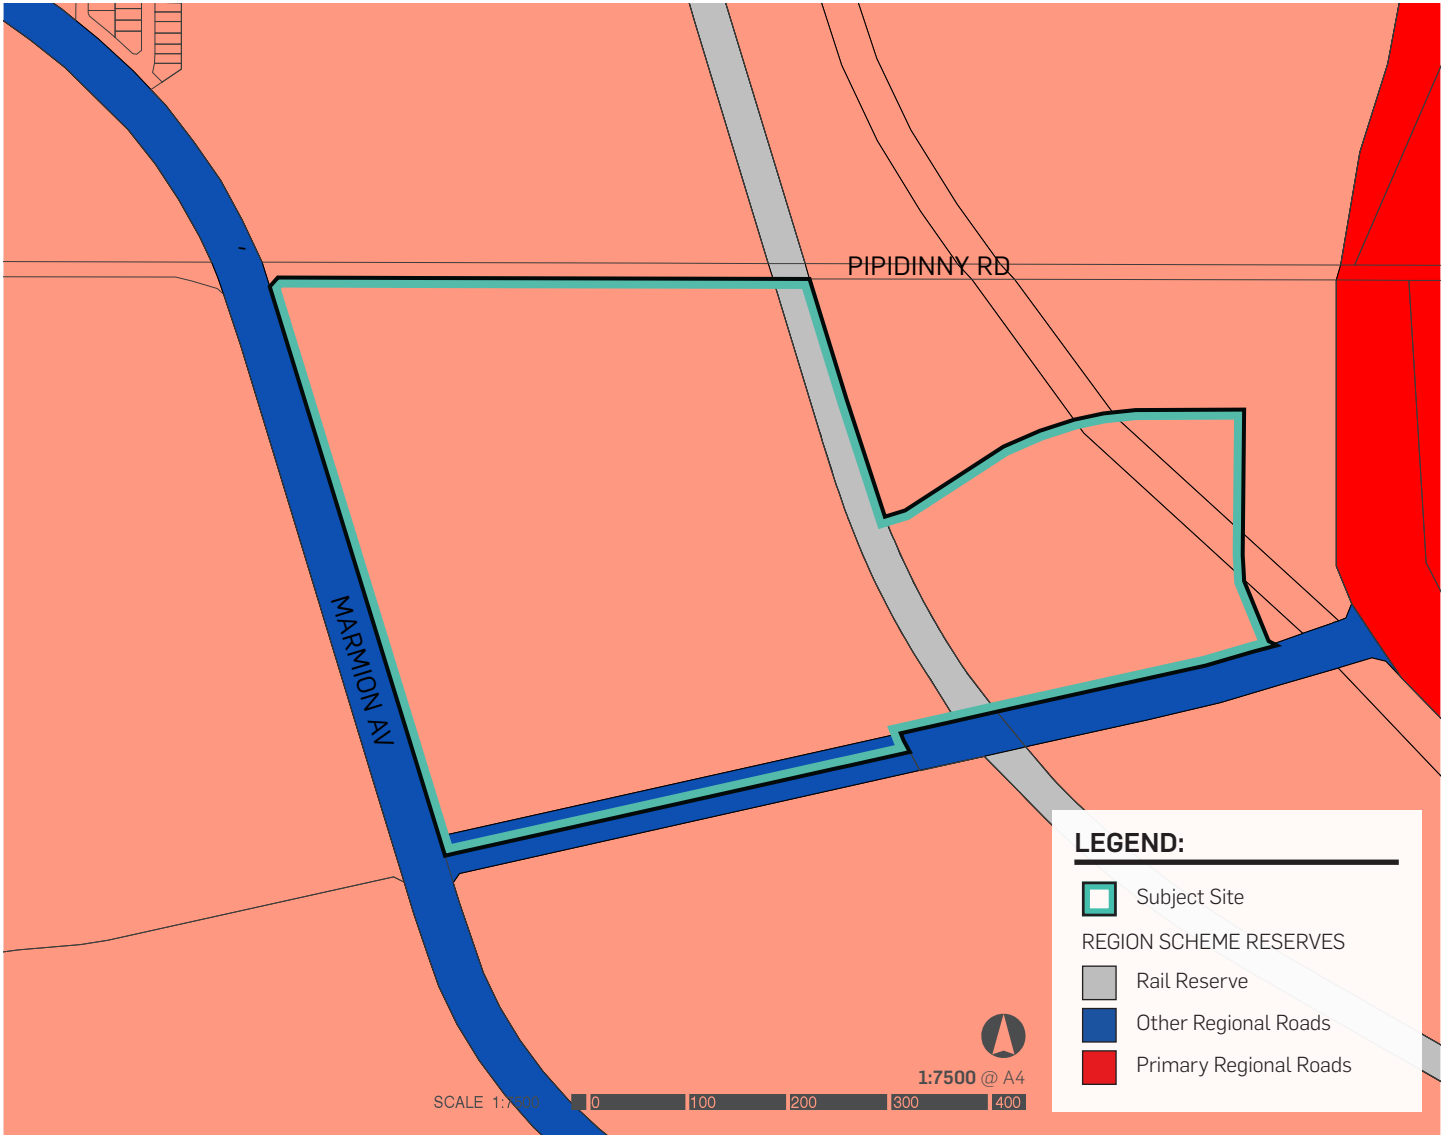 PIPIDINNY RD
MARMION AV
LEGEND:
Subject Site
REGION SCHEME RESERVES
Rail Reserve
Other Regional Roads
Primary Regional Roads
1:7500 @ A4
SCALE
0 100 200 300 400